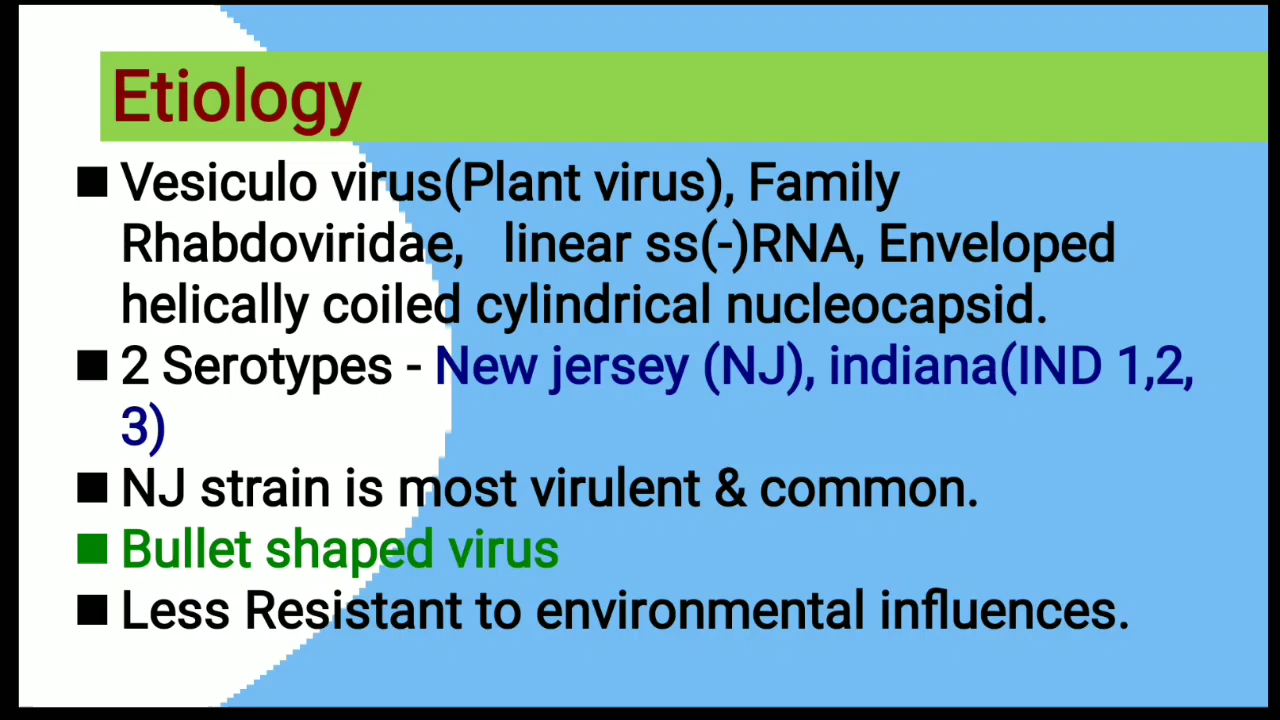 Etiology
Vesiculo virus(Plant virus), Family
Rhabdoviridae, linear ss(-)RNA, Enveloped
helically coiled cylindrical nucleocapsid.
2 Serotypes - New jersey (NJ), indiana(IND 1,2,
3)
NJ strain is most virulent & common.
Bullet shaped virus
Less Resistant to environmental influences.